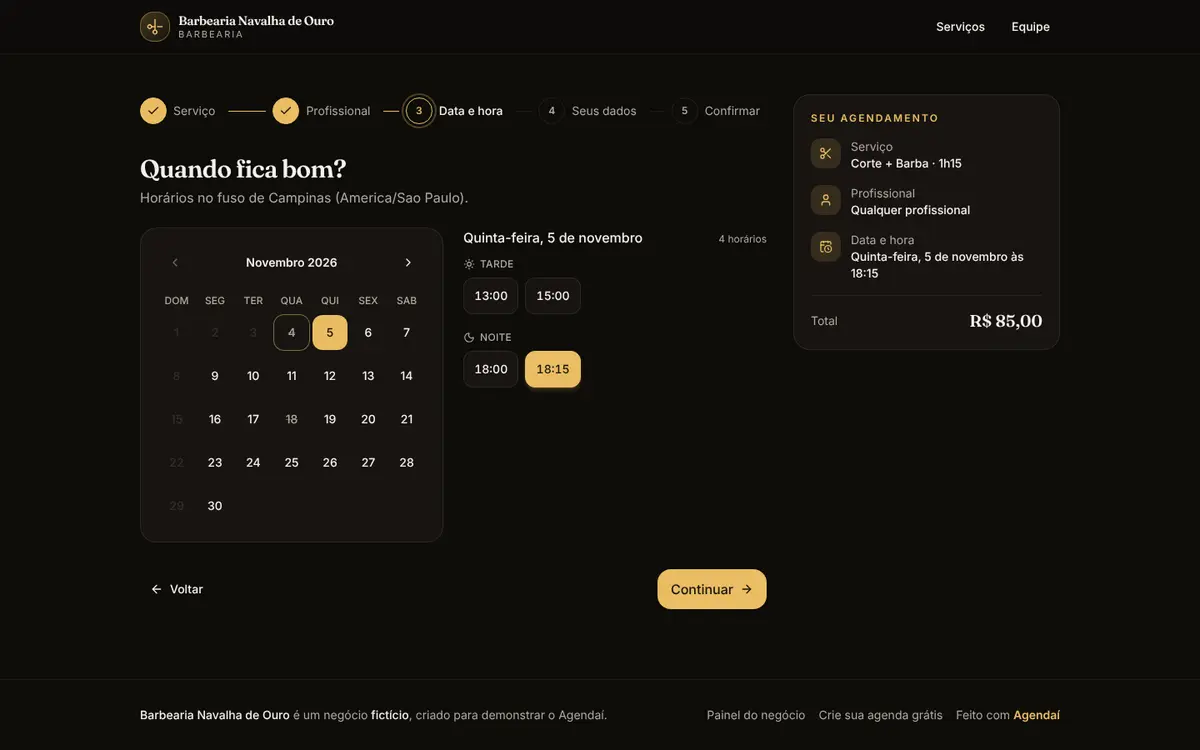 Barbearia Navalha de Ouro
BARBEARIA
Serviços
Equipe
Serviço
Profissional
3 Data e hora
4 Seus dados
5 Confirmar
Quando fica bom?
Horários no fuso de Campinas (America/Sao Paulo).
Novembro 2026
DOM SEG TER QUA QUI SEX SAB
1 2 3 4 5 6 7
8 9 10 11 12 13 14
15 16 17 18 19 20 21
22 23 24 25 26 27 28
29 30
Quinta-feira, 5 de novembro
4 horários
TARDE
13:00 15:00
NOITE
18:00 18:15
SEU AGENDAMENTO
Serviço
Corte + Barba · 1h15
Profissional
Qualquer profissional
Data e hora
Quinta-feira, 5 de novembro às
18:15
Total R$ 85,00
Voltar
Continuar
Barbearia Navalha de Ouro é um negócio fictício, criado para demonstrar o Agendaí.
Painel do negócio
Crie sua agenda grátis
Feito com Agendaí